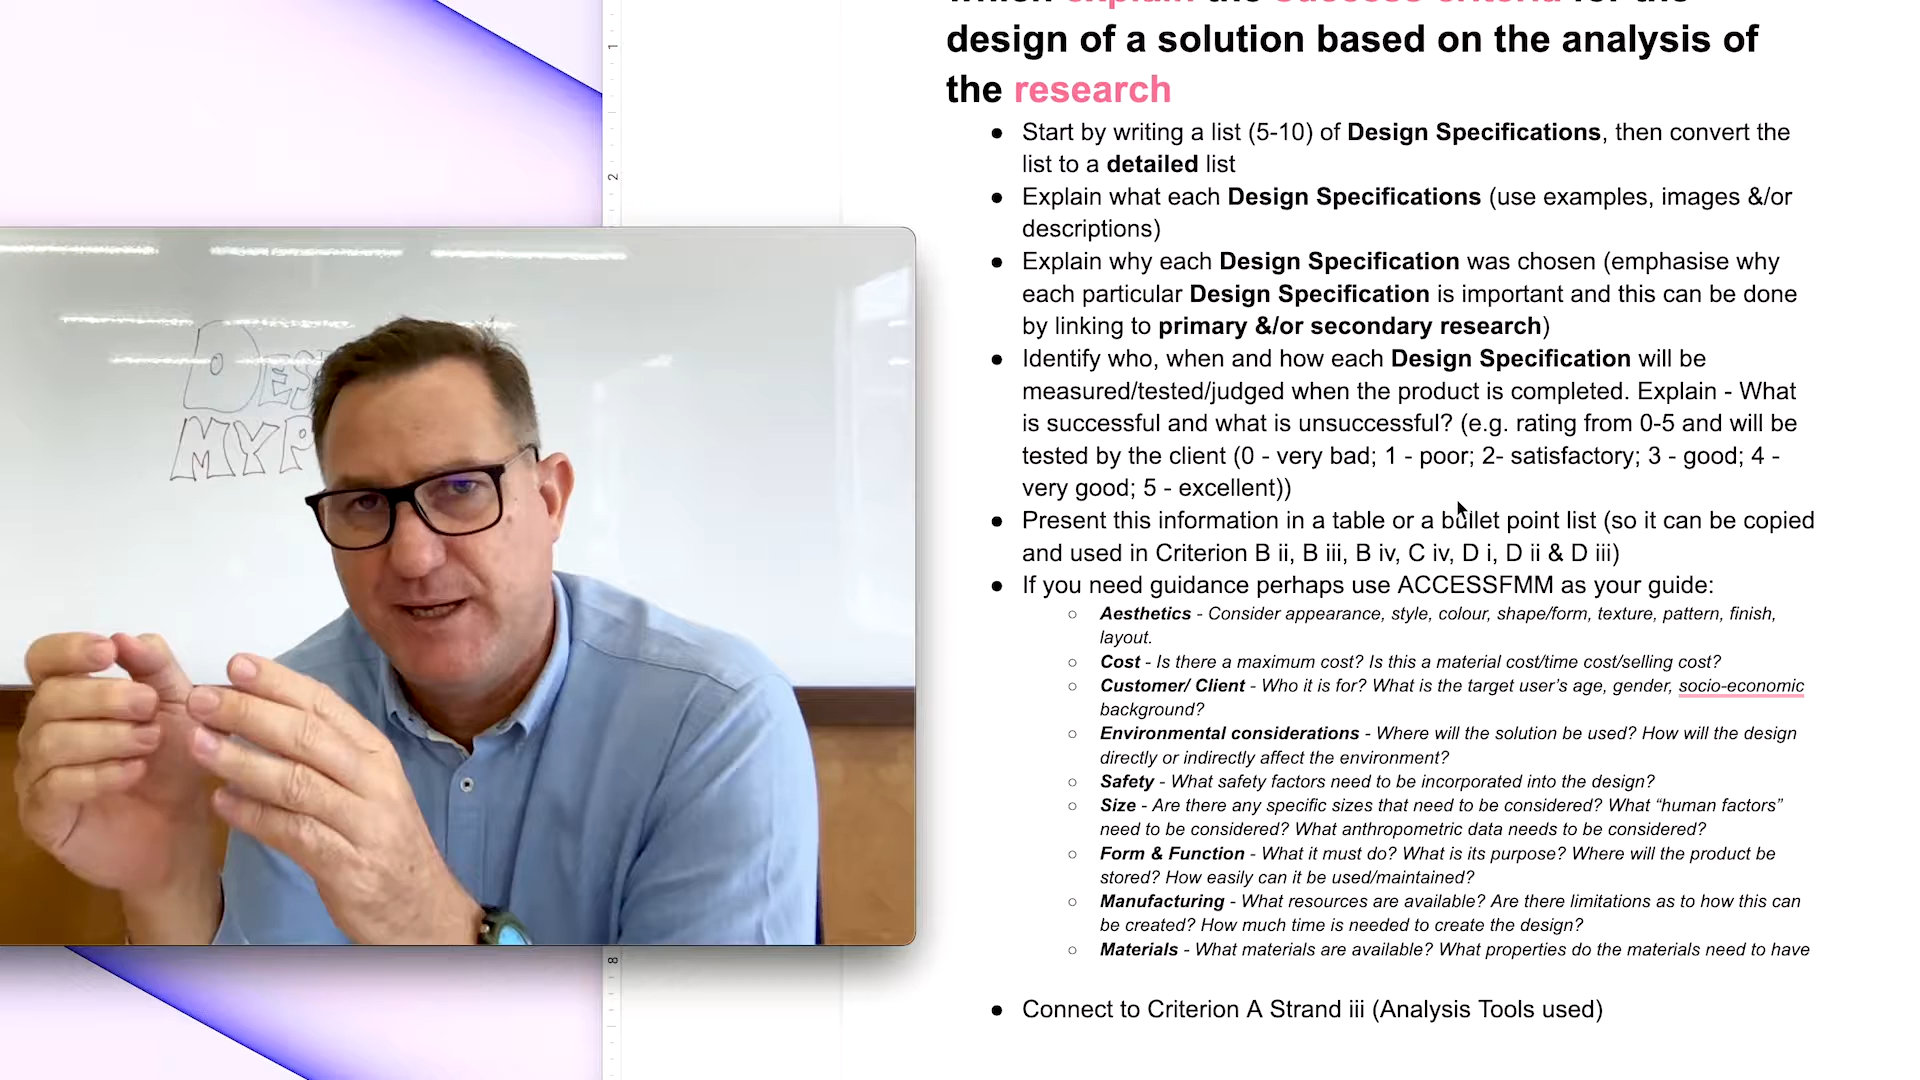 which explain the success criteria for the
design of a solution based on the analysis of
the research
● Start by writing a list (5-10) of Design Specifications, then convert the
list to a detailed list
● Explain what each Design Specifications (use examples, images &/or
descriptions)
● Explain why each Design Specification was chosen (emphasise why
each particular Design Specification is important and this can be done
by linking to primary &/or secondary research)
● Identify who, when and how each Design Specification will be
measured/tested/judged when the product is completed. Explain - What
is successful and what is unsuccessful? (e.g. rating from 0-5 and will be
tested by the client (0 - very bad; 1 - poor; 2- satisfactory; 3 - good; 4 -
very good; 5 - excellent))
● Present this information in a table or a bullet point list (so it can be copied
and used in Criterion B ii, B iii, B iv, C iv, D i, D ii & D iii)
● If you need guidance perhaps use ACCESSFMM as your guide:
○ Aesthetics - Consider appearance, style, colour, shape/form, texture, pattern, finish,
layout.
○ Cost - Is there a maximum cost? Is this a material cost/time cost/selling cost?
○ Customer/ Client - Who it is for? What is the target user's age, gender, socio-economic
background?
○ Environmental considerations - Where will the solution be used? How will the design
directly or indirectly affect the environment?
○ Safety - What safety factors need to be incorporated into the design?
○ Size - Are there any specific sizes that need to be considered? What “human factors”
need to be considered? What anthropometric data needs to be considered?
○ Form & Function - What it must do? What is its purpose? Where will the product be
stored? How easily can it be used/maintained?
○ Manufacturing - What resources are available? Are there limitations as to how this can
be created? How much time is needed to create the design?
○ Materials - What materials are available? What properties do the materials need to have
● Connect to Criterion A Strand iii (Analysis Tools used)
1
2
8
DES
MYP